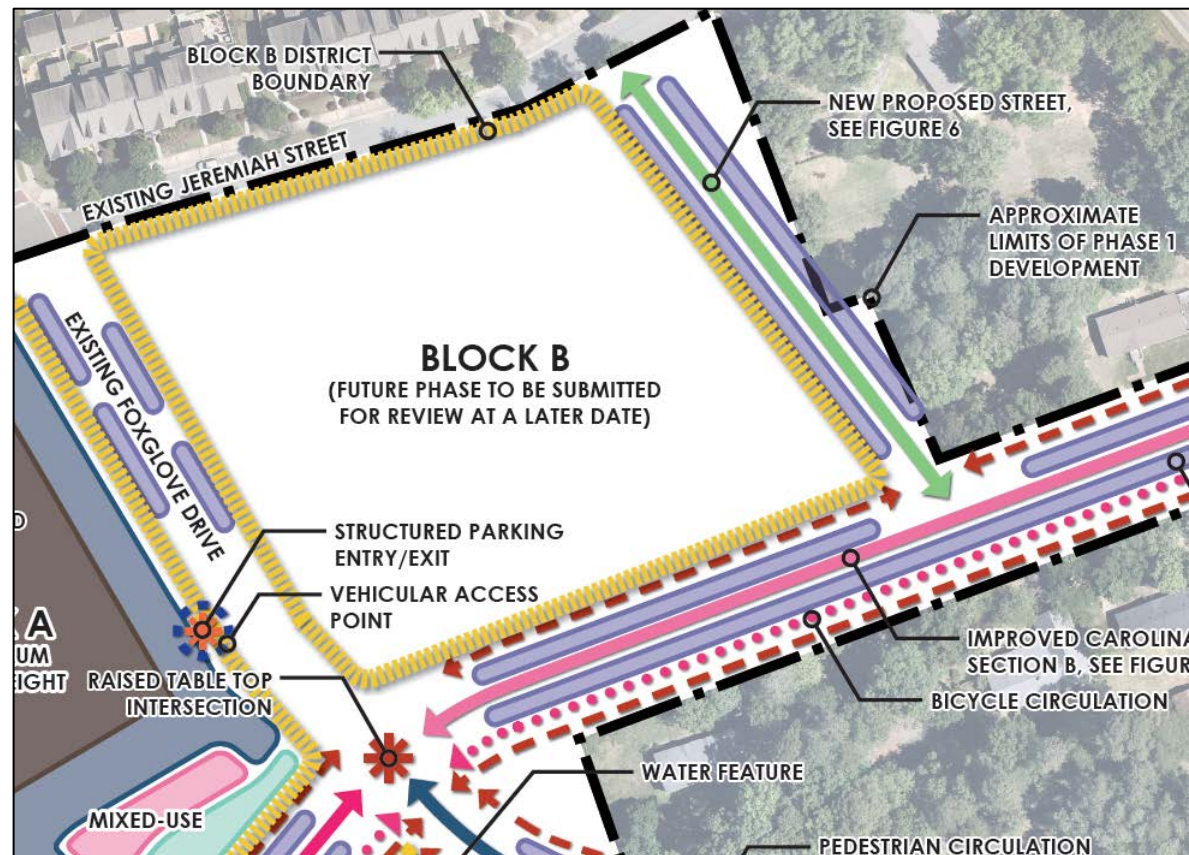 BLOCK B DISTRICT
BOUNDARY
NEW PROPOSED STREET,
SEE FIGURE 6
EXISTING JEREMIAH STREET
APPROXIMATE
LIMITS OF PHASE 1
DEVELOPMENT
EXISTING FOXGLOVE DRIVE
BLOCK B
(FUTURE PHASE TO BE SUBMITTED
FOR REVIEW AT A LATER DATE)
STRUCTURED PARKING
ENTRY/EXIT
VEHICULAR ACCESS
POINT
A
UM
EIGHT
RAISED TABLE TOP
INTERSECTION
IMPROVED CAROLINA
SECTION B, SEE FIGUR
BICYCLE CIRCULATION
WATER FEATURE
MIXED-USE
PEDESTRIAN CIRCULATION